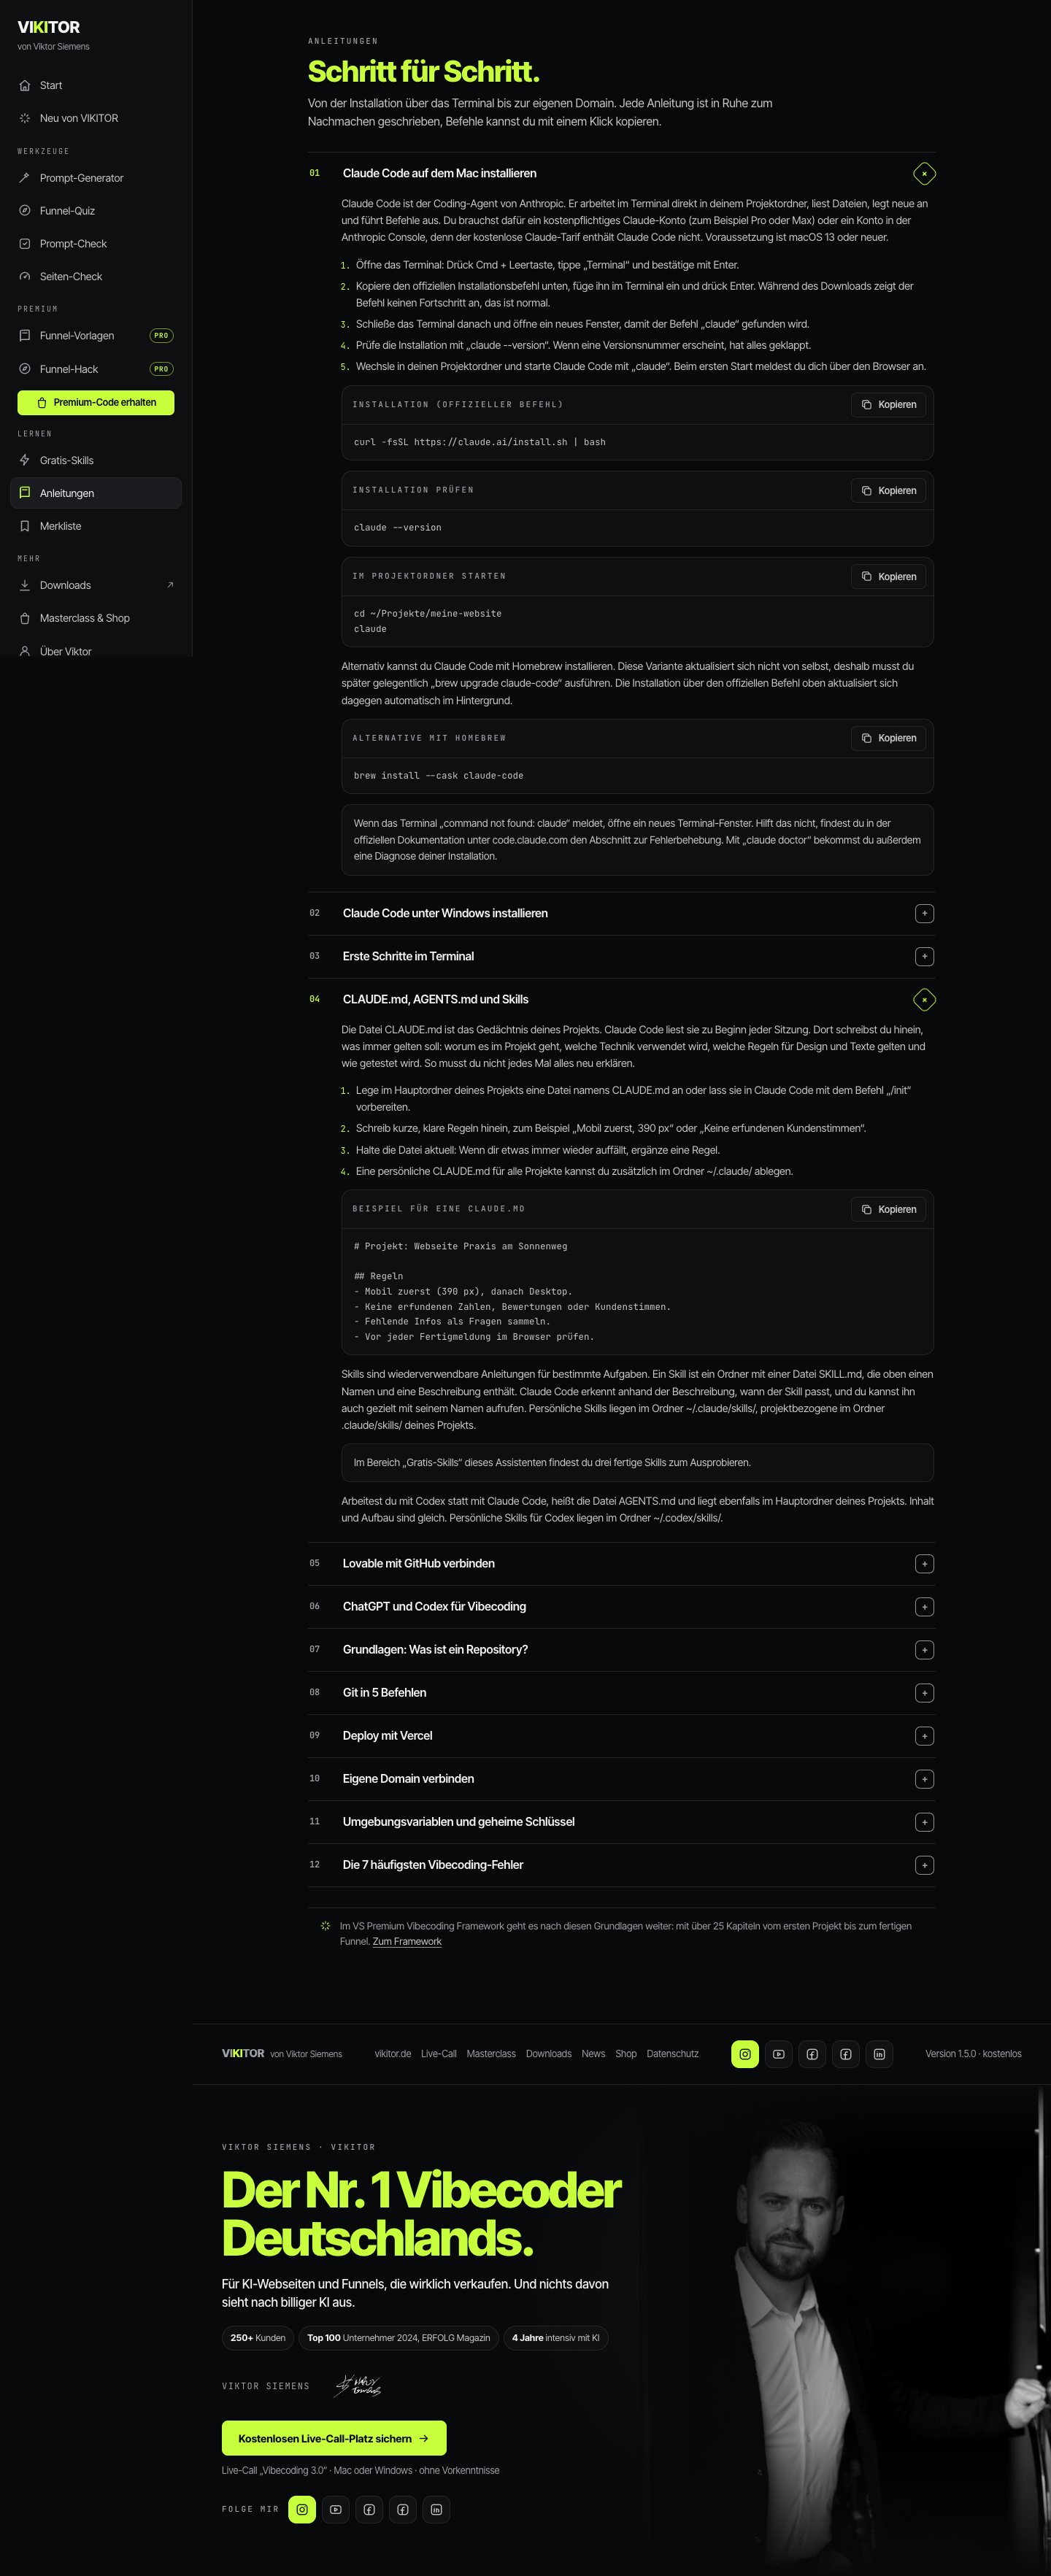 VIKITOR
von Viktor Siemens
Start
Neu von VIKITOR
WERKZEUGE
Prompt-Generator
Funnel-Quiz
Prompt-Check
Seiten-Check
PREMIUM
Funnel-Vorlagen PRO
Funnel-Hack PRO
Premium-Code erhalten
LERNEN
Gratis-Skills
Anleitungen
Merkliste
MEHR
Downloads
Masterclass & Shop
Über Viktor
ANLEITUNGEN
Schritt für Schritt.
Von der Installation über das Terminal bis zur eigenen Domain. Jede Anleitung ist in Ruhe zum
Nachmachen geschrieben, Befehle kannst du mit einem Klick kopieren.
01 Claude Code auf dem Mac installieren
Claude Code ist der Coding-Agent von Anthropic. Er arbeitet im Terminal direkt in deinem Projektordner, liest Dateien, legt neue an
und führt Befehle aus. Du brauchst dafür ein kostenpflichtiges Claude-Konto (zum Beispiel Pro oder Max) oder ein Konto in der
Anthropic Console, denn der kostenlose Claude-Tarif enthält Claude Code nicht. Voraussetzung ist macOS 13 oder neuer.
1. Öffne das Terminal: Drück Cmd + Leertaste, tippe „Terminal“ und bestätige mit Enter.
2. Kopiere den offiziellen Installationsbefehl unten, füge ihn im Terminal ein und drück Enter. Während des Downloads zeigt der
Befehl keinen Fortschritt an, das ist normal.
3. Schließe das Terminal danach und öffne ein neues Fenster, damit der Befehl „claude“ gefunden wird.
4. Prüfe die Installation mit „claude --version“. Wenn eine Versionsnummer erscheint, hat alles geklappt.
5. Wechsle in deinen Projektordner und starte Claude Code mit „claude“. Beim ersten Start meldest du dich über den Browser an.
INSTALLATION (OFFIZIELLER BEFEHL) Kopieren
curl -fsSL https://claude.ai/install.sh | bash
INSTALLATION PRÜFEN Kopieren
claude --version
IM PROJEKTORDNER STARTEN Kopieren
cd ~/Projekte/meine-website
claude
Alternativ kannst du Claude Code mit Homebrew installieren. Diese Variante aktualisiert sich nicht von selbst, deshalb musst du
später gelegentlich „brew upgrade claude-code“ ausführen. Die Installation über den offiziellen Befehl oben aktualisiert sich
dagegen automatisch im Hintergrund.
ALTERNATIVE MIT HOMEBREW Kopieren
brew install --cask claude-code
Wenn das Terminal „command not found: claude“ meldet, öffne ein neues Terminal-Fenster. Hilft das nicht, findest du in der
offiziellen Dokumentation unter code.claude.com den Abschnitt zur Fehlerbehebung. Mit „claude doctor“ bekommst du außerdem
eine Diagnose deiner Installation.
02 Claude Code unter Windows installieren
03 Erste Schritte im Terminal
04 CLAUDE.md, AGENTS.md und Skills
Die Datei CLAUDE.md ist das Gedächtnis deines Projekts. Claude Code liest sie zu Beginn jeder Sitzung. Dort schreibst du hinein,
was immer gelten soll: worum es im Projekt geht, welche Technik verwendet wird, welche Regeln für Design und Texte gelten und
wie getestet wird. So musst du nicht jedes Mal alles neu erklären.
1. Lege im Hauptordner deines Projekts eine Datei namens CLAUDE.md an oder lass sie in Claude Code mit dem Befehl „/init“
vorbereiten.
2. Schreib kurze, klare Regeln hinein, zum Beispiel „Mobil zuerst, 390 px“ oder „Keine erfundenen Kundenstimmen“.
3. Halte die Datei aktuell: Wenn dir etwas immer wieder auffällt, ergänze eine Regel.
4. Eine persönliche CLAUDE.md für alle Projekte kannst du zusätzlich im Ordner ~/.claude/ ablegen.
BEISPIEL FÜR EINE CLAUDE.MD Kopieren
# Projekt: Webseite Praxis am Sonnenweg
## Regeln
- Mobil zuerst (390 px), danach Desktop.
- Keine erfundenen Zahlen, Bewertungen oder Kundenstimmen.
- Fehlende Infos als Fragen sammeln.
- Vor jeder Fertigmeldung im Browser prüfen.
Skills sind wiederverwendbare Anleitungen für bestimmte Aufgaben. Ein Skill ist ein Ordner mit einer Datei SKILL.md, die oben einen
Namen und eine Beschreibung enthält. Claude Code erkennt anhand der Beschreibung, wann der Skill passt, und du kannst ihn
auch gezielt mit seinem Namen aufrufen. Persönliche Skills liegen im Ordner ~/.claude/skills/, projektbezogene im Ordner
.claude/skills/ deines Projekts.
Im Bereich „Gratis-Skills“ dieses Assistenten findest du drei fertige Skills zum Ausprobieren.
Arbeitest du mit Codex statt mit Claude Code, heißt die Datei AGENTS.md und liegt ebenfalls im Hauptordner deines Projekts. Inhalt
und Aufbau sind gleich. Persönliche Skills für Codex liegen im Ordner ~/.codex/skills/.
05 Lovable mit GitHub verbinden
06 ChatGPT und Codex für Vibecoding
07 Grundlagen: Was ist ein Repository?
08 Git in 5 Befehlen
09 Deploy mit Vercel
10 Eigene Domain verbinden
11 Umgebungsvariablen und geheime Schlüssel
12 Die 7 häufigsten Vibecoding-Fehler
Im VS Premium Vibecoding Framework geht es nach diesen Grundlagen weiter: mit über 25 Kapiteln vom ersten Projekt bis zum fertigen
Funnel. Zum Framework
VIKITOR von Viktor Siemens vikitor.de Live-Call Masterclass Downloads News Shop Datenschutz Version 1.5.0 · kostenlos
VIKTOR SIEMENS · VIKITOR
Der Nr. 1 Vibecoder
Deutschlands.
Für KI-Webseiten und Funnels, die wirklich verkaufen. Und nichts davon
sieht nach billiger KI aus.
250+ Kunden Top 100 Unternehmer 2024, ERFOLG Magazin 4 Jahre intensiv mit KI
VIKTOR SIEMENS
Kostenlosen Live-Call-Platz sichern →
Live-Call „Vibecoding 3.0“ · Mac oder Windows · ohne Vorkenntnisse
FOLGE MIR